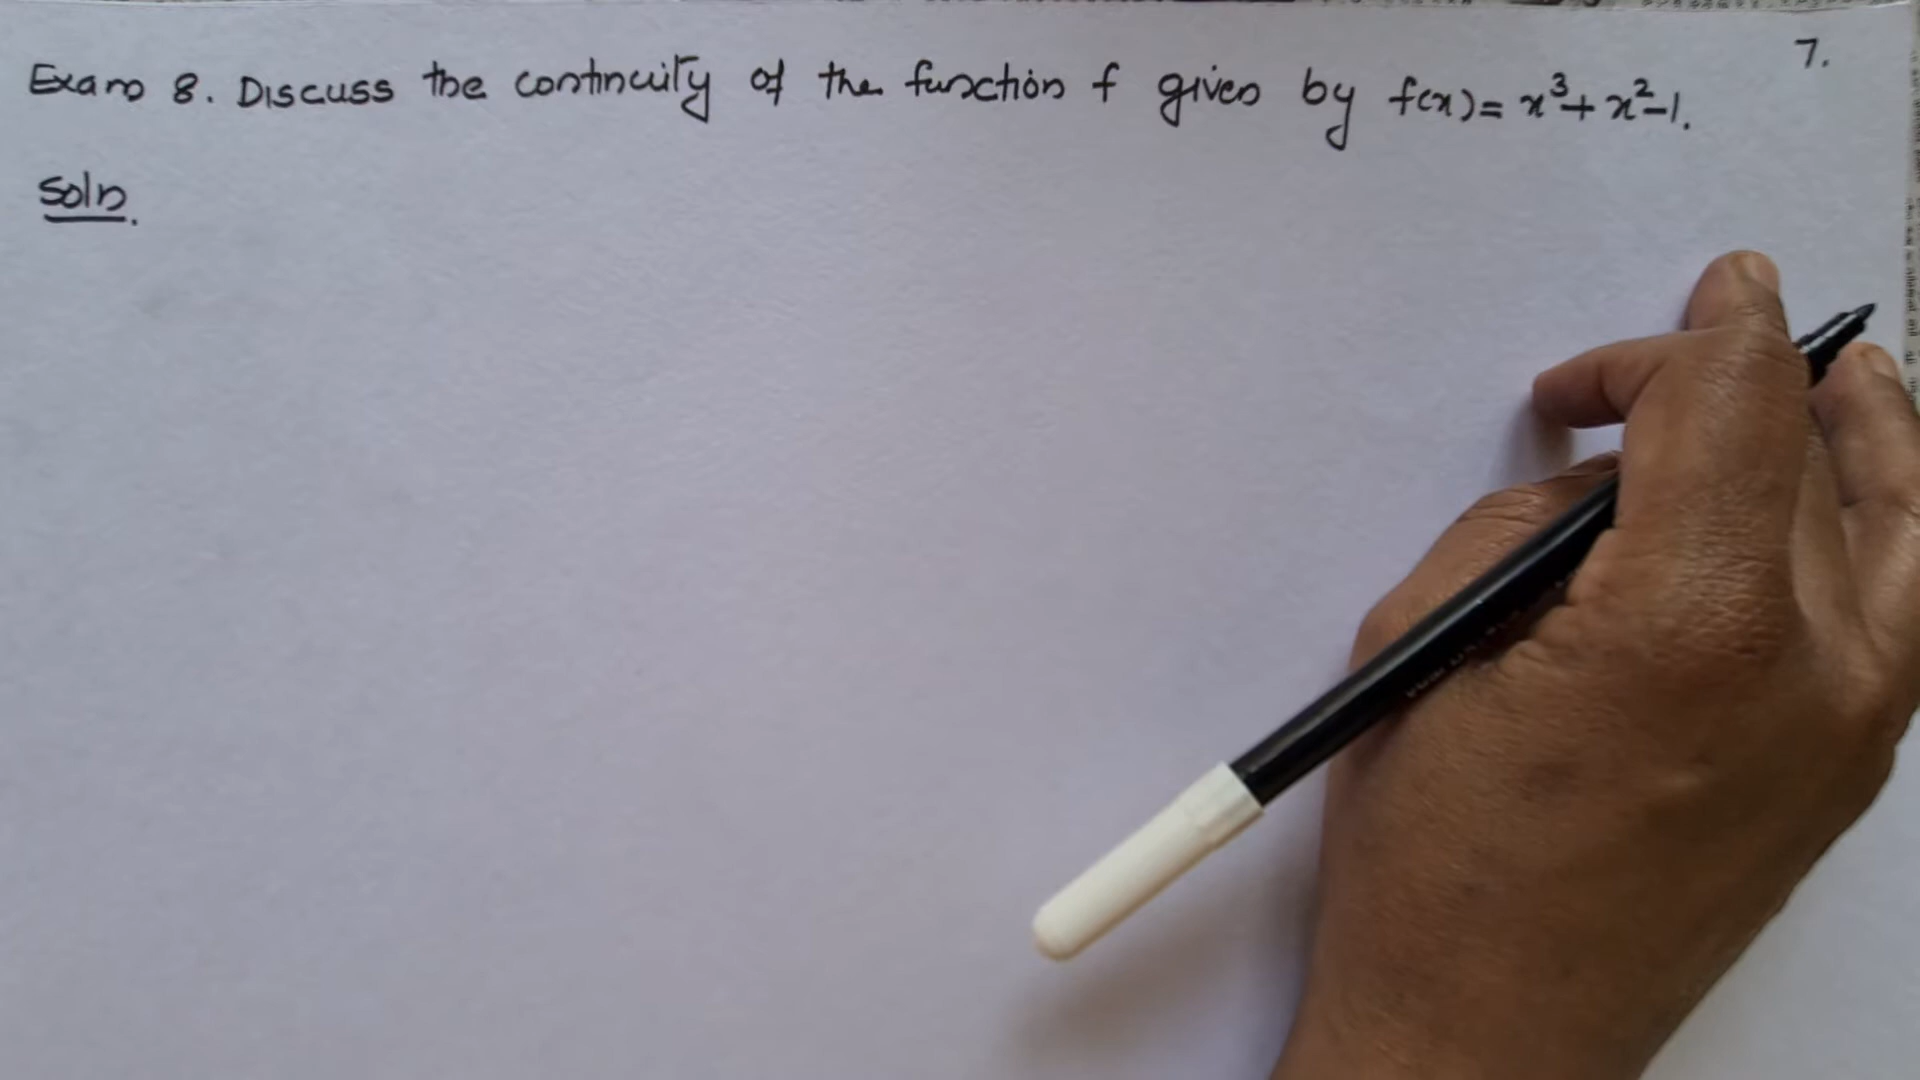 7.
Exam 8. Discuss the continuity of the function f given by f(x) = x³ + x² - 1.
Soln.